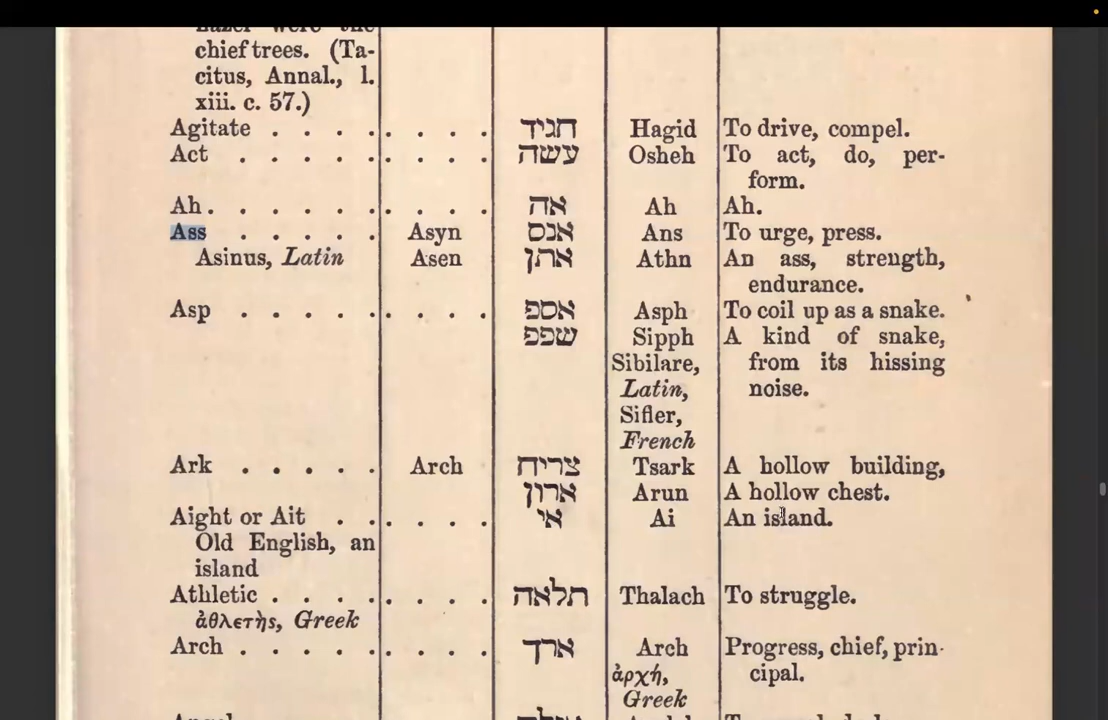 chief trees. (Ta-
citus, Annal., l.
xiii. c. 57.)
Agitate . . . . . . . . . חגיד Hagid To drive, compel.
Act . . . . . . . . . . עשה Osheh To act, do, per-
form.
Ah . . . . . . . . . . . אה Ah Ah.
Ass . . . . . Asyn אנס Ans To urge, press.
Asinus, Latin Asen אתן Athn An ass, strength,
endurance.
Asp . . . . . . . . . . אספ Asph To coil up as a snake.
שפפ Sipph A kind of snake,
Sibilare, from its hissing
Latin, noise.
Sifler,
French
Ark . . . . . Arch צריח Tsark A hollow building,
ארון Arun A hollow chest.
Aight or Ait . . . . . . אי Ai An island.
Old English, an
island
Athletic . . . . . . . . . תלאה Thalach To struggle.
ἀθλετὴς, Greek
Arch . . . . . . . . . . ארך Arch Progress, chief, prin-
ἀρχή, cipal.
Greek